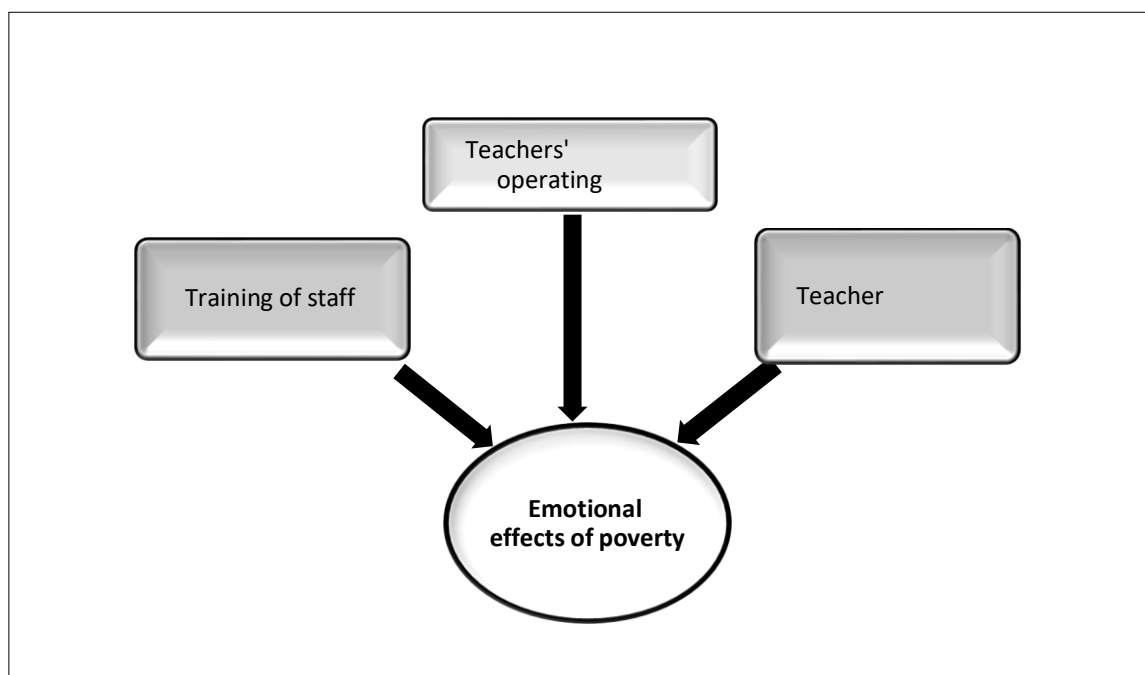 Teachers'
operating
Training of staff
Teacher
Emotional
effects of poverty